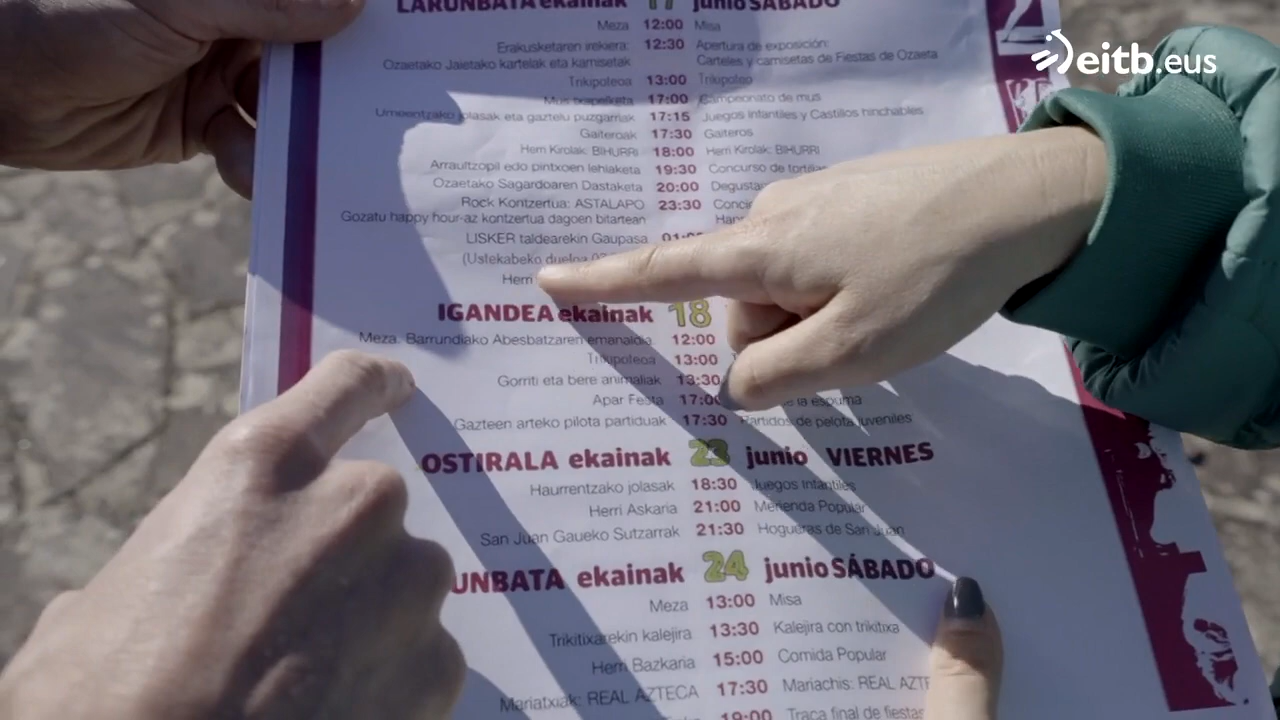 eitb.eus
LARUNBATA ekainak 17 junio SÁBADO
Meza 12:00 Misa
Erakusketaren irekiera: 12:30 Apertura de exposición:
Ozaetako Jaietako kartelak eta kamisetak Carteles y camisetas de Fiestas de Ozaeta
Trikipoteoa 13:00 Trikipoteo
Mus txapelketa 17:00 Campeonato de mus
Umeentzako jolasak eta gaztelu puzgarriak 17:15 Juegos Infantiles y Castillos hinchables
Gaiteroak 17:30 Gaiteros
Herri Kirolak: BIHURRI 18:00 Herri Kirolak: BIHURRI
Arraultzopil edo pintxoen lehiaketa 19:30 Concurso de tortillas
Ozaetako Sagardoaren Dastaketa 20:00 Degusta
Rock Kontzertua: ASTALAPO 23:30
Gozatu happy hour-az kontzertua dagoen bitartean
LISKER taldearekin Gaupasa
(Ustekabeko
Herri
IGANDEA ekainak 18
Meza. Barrundiako Abesbatzaren emanaldia. 12:00
Trikipoteoa 13:00
Gorriti eta bere animaliak 13:30
Apar Festa 17:00 la espuma
Gazteen arteko pilota partiduak 17:30 Partidos de pelota juveniles
OSTIRALA ekainak 23 junio VIERNES
Haurrentzako jolasak 18:30 Juegos Infantiles
Herri Askaria 21:00 Merienda Popular
San Juan Gaueko Sutzarrak 21:30 Hogueras de San Juan
UNBATA ekainak 24 junio SÁBADO
Meza 13:00 Misa
Trikitixarekin kalejira 13:30 Kalejira con trikitixa
Herri Bazkaria 15:00 Comida Popular
Mariatxiak: REAL AZTECA 17:30 Mariachis: REAL AZTE
19:00 Traca final de fiestas